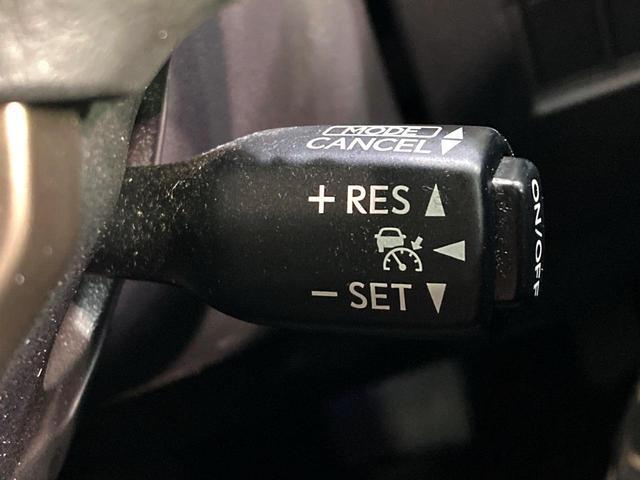 MODE
CANCEL
+ RES
− SET
ON/OFF